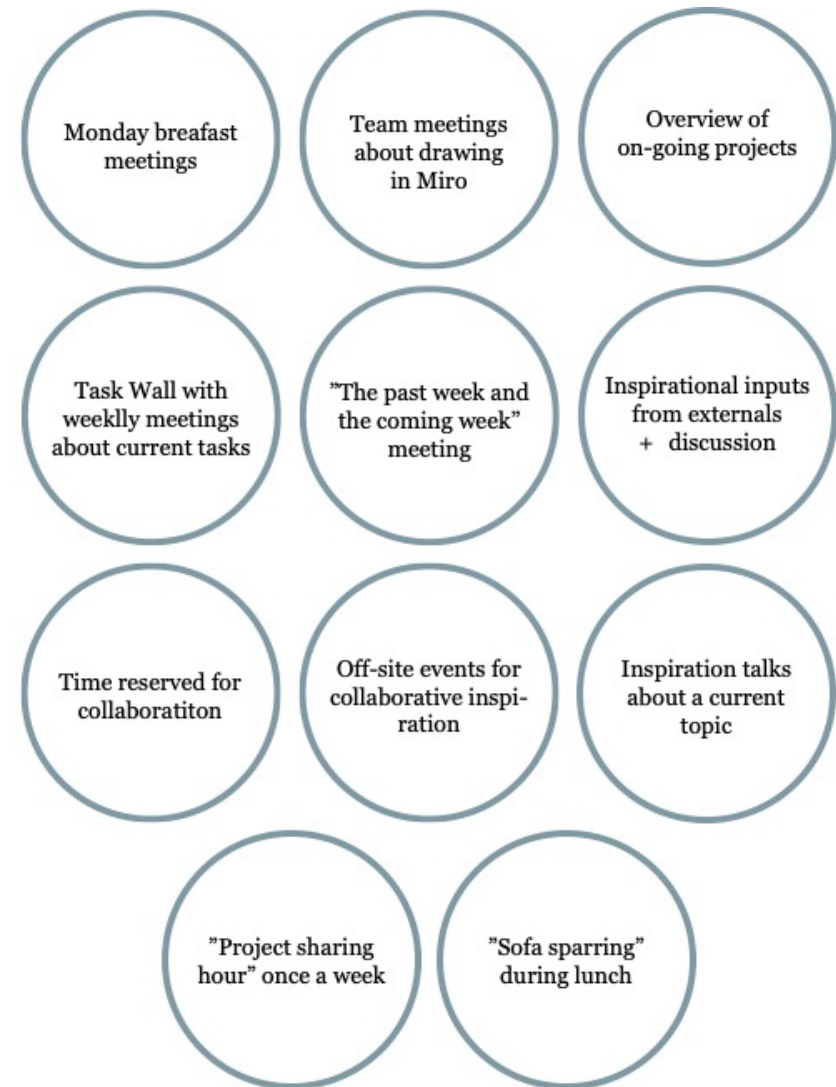 Monday breafast
meetings
Team meetings
about drawing
in Miro
Overview of
on-going projects
Task Wall with
weeklly meetings
about current tasks
”The past week and
the coming week”
meeting
Inspirational inputs
from externals
+ discussion
Time reserved for
collaboratiton
Off-site events for
collaborative inspi-
ration
Inspiration talks
about a current
topic
”Project sharing
hour” once a week
”Sofa sparring”
during lunch